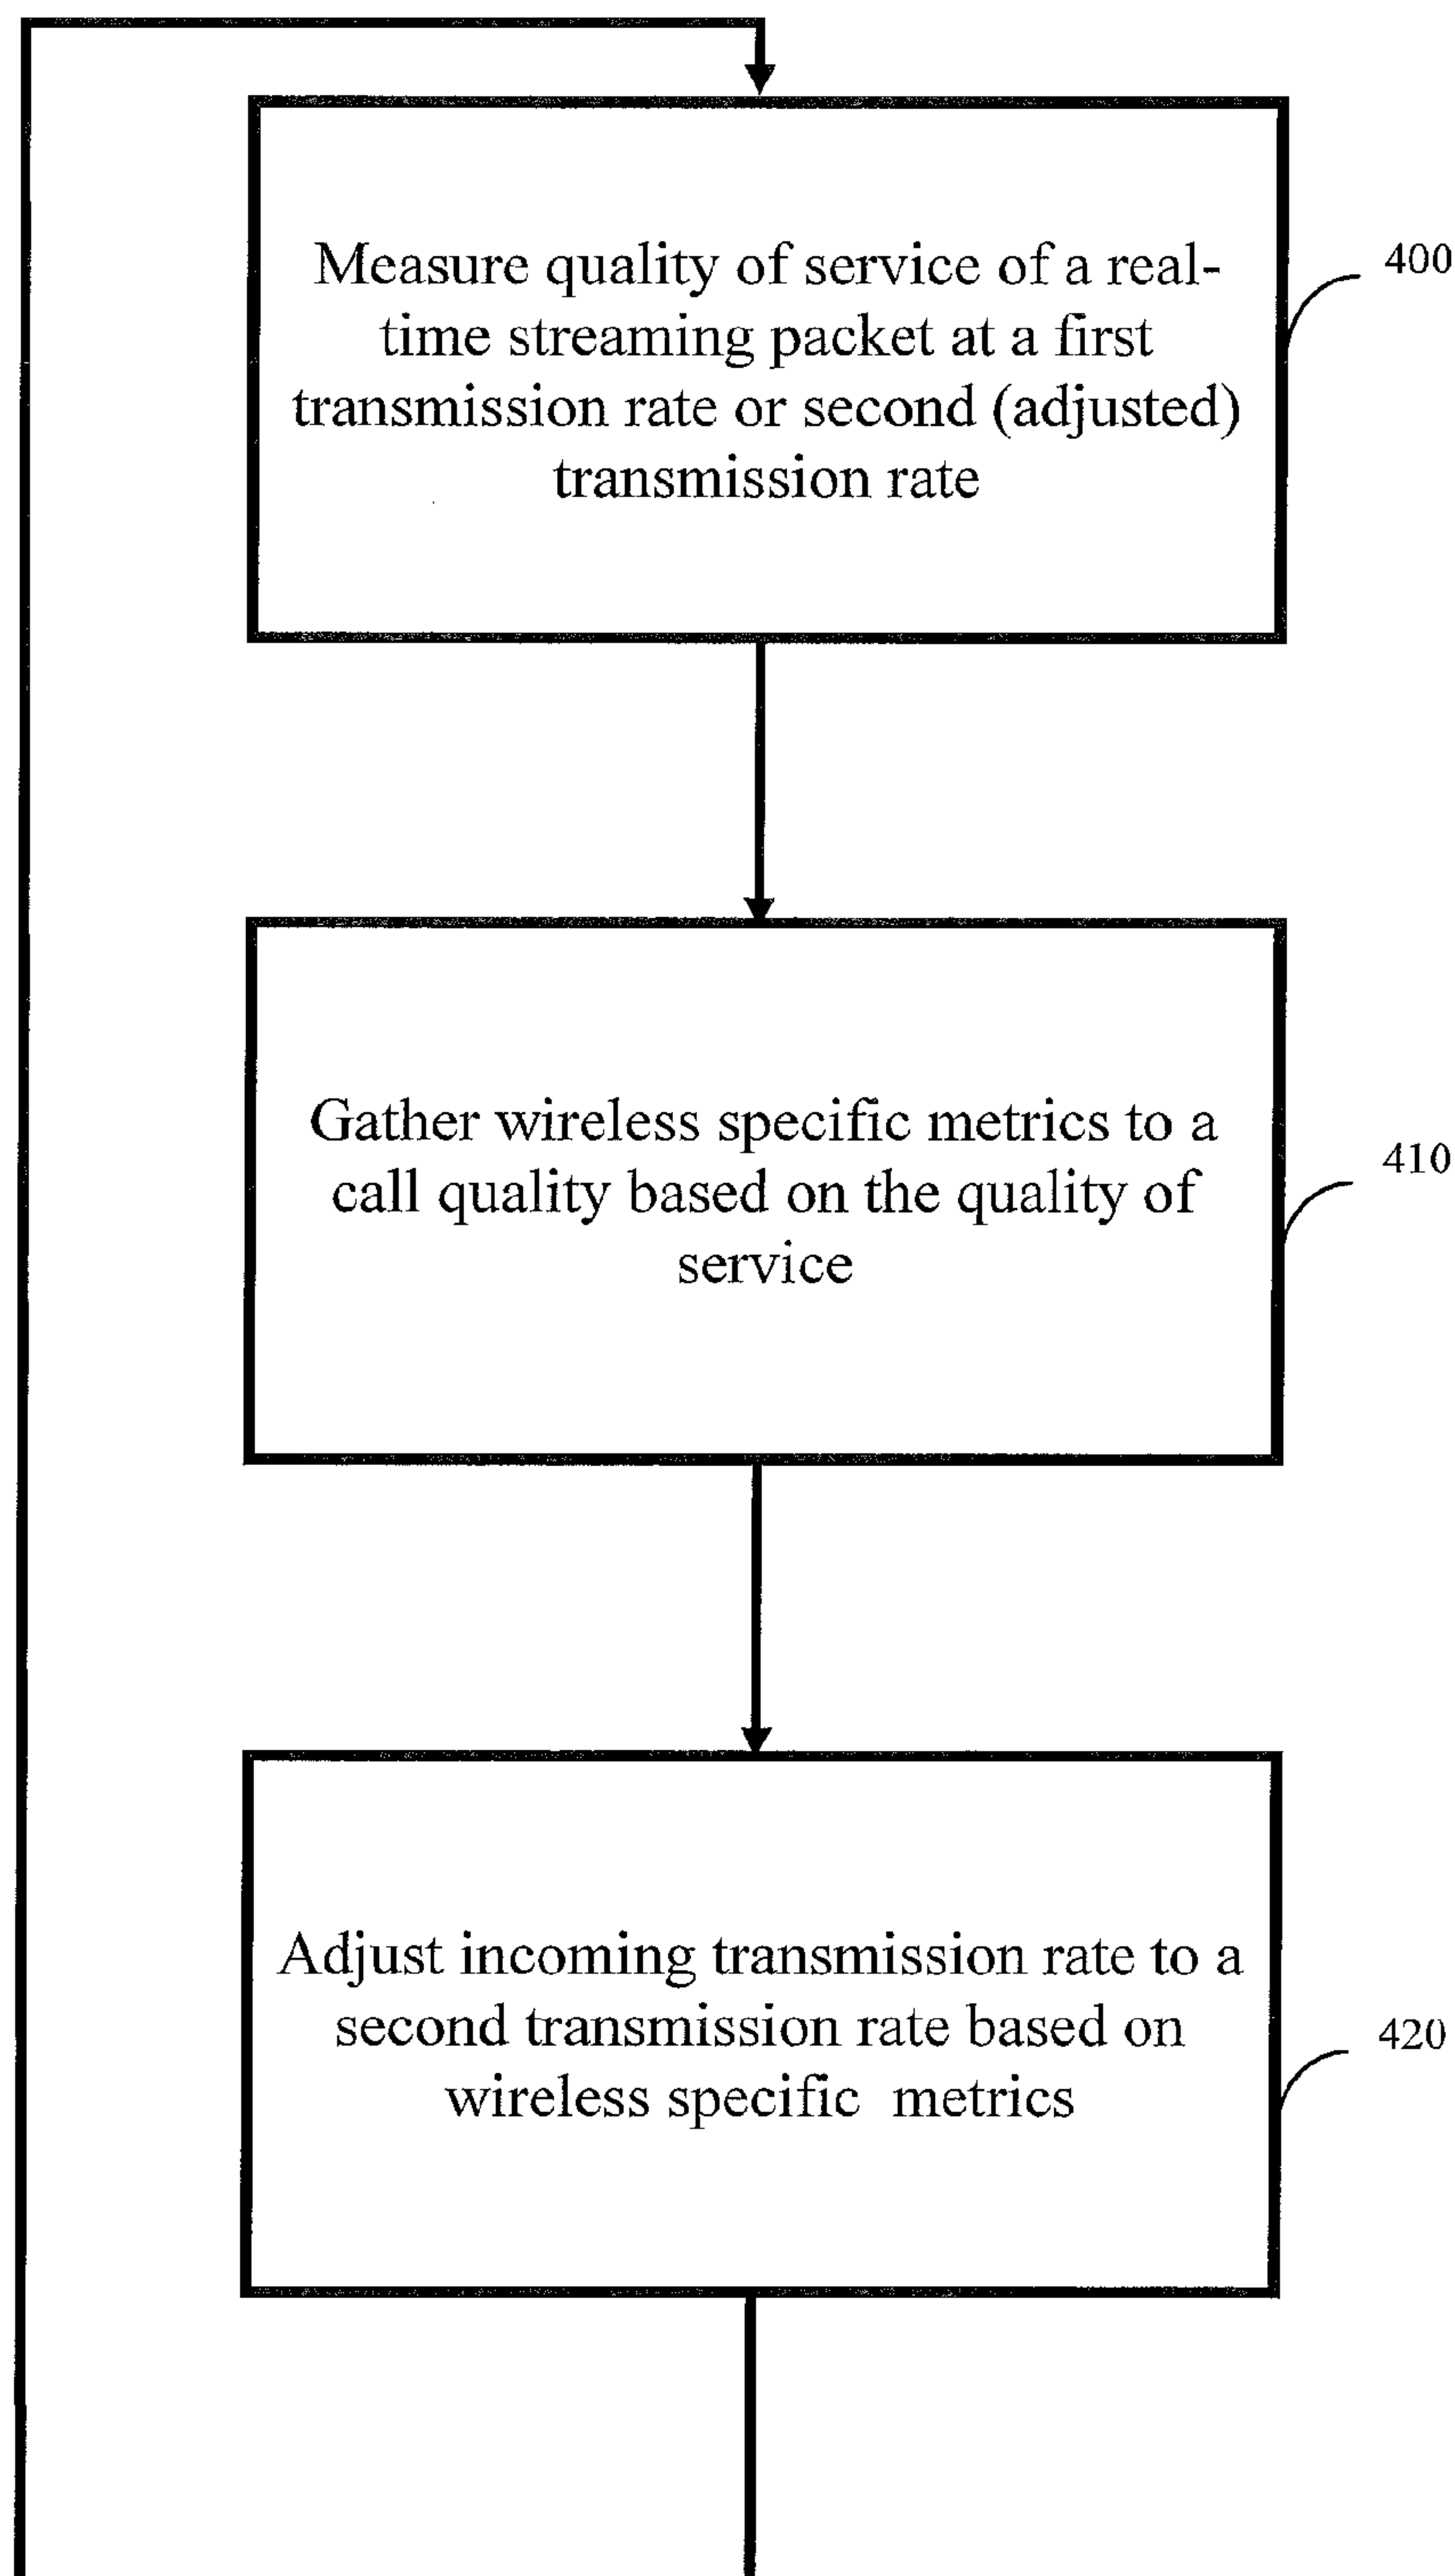 Measure quality of service of a real-
time streaming packet at a first
transmission rate or second (adjusted)
transmission rate
400
Gather wireless specific metrics to a
call quality based on the quality of
service
410
Adjust incoming transmission rate to a
second transmission rate based on
wireless specific metrics
420